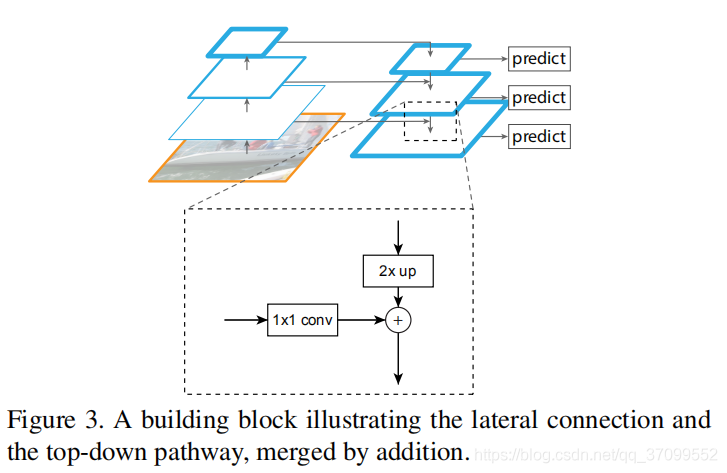 predict
predict
predict
2x up
1x1 conv
+
Figure 3. A building block illustrating the lateral connection and
the top-down pathway, merged by addition.
https://blog.csdn.net/qq_37099552